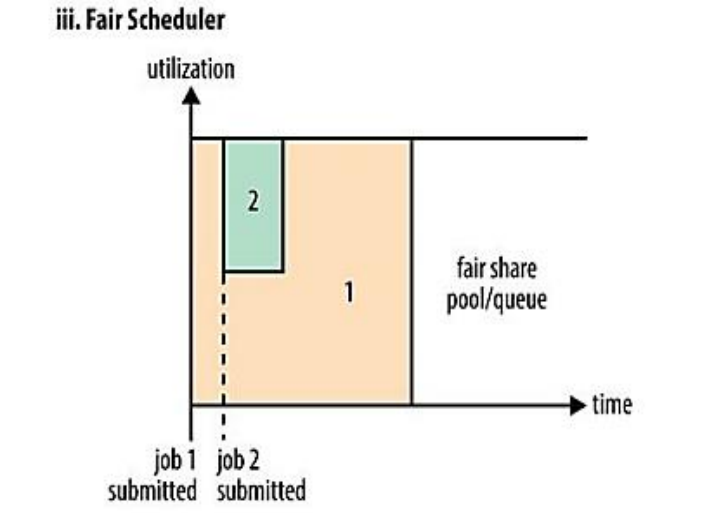 iii. Fair Scheduler
utilization
2
1
fair share
pool/queue
time
job 1
submitted
job 2
submitted